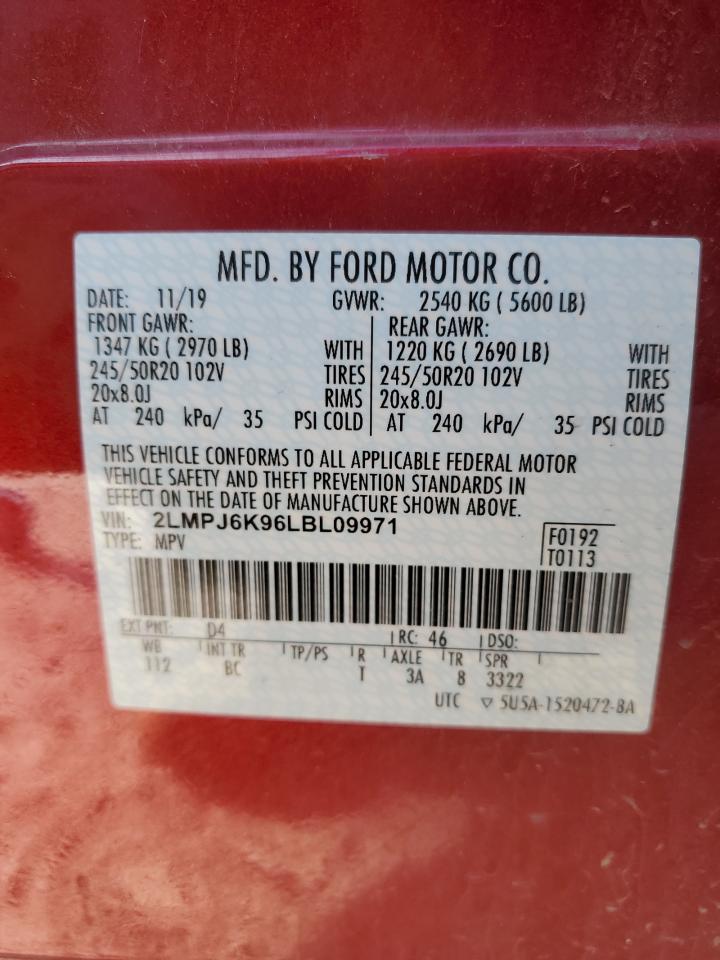 MFD. BY FORD MOTOR CO.
DATE: 11/19 GVWR: 2540 KG ( 5600 LB)
FRONT GAWR: REAR GAWR:
1347 KG ( 2970 LB) WITH 1220 KG ( 2690 LB) WITH
245/50R20 102V TIRES 245/50R20 102V TIRES
20x8.0J RIMS 20x8.0J RIMS
AT 240 kPa/ 35 PSI COLD AT 240 kPa/ 35 PSI COLD
THIS VEHICLE CONFORMS TO ALL APPLICABLE FEDERAL MOTOR
VEHICLE SAFETY AND THEFT PREVENTION STANDARDS IN
EFFECT ON THE DATE OF MANUFACTURE SHOWN ABOVE.
VIN: 2LMPJ6K96LBL09971
TYPE: MPV
F0192
T0113
EXT PNT: D4 RC: 46 DSO:
WB INT TR TP/PS R AXLE TR SPR
112 BC T 3A 8 3322
UTC ▽ 5U5A-1520472-BA